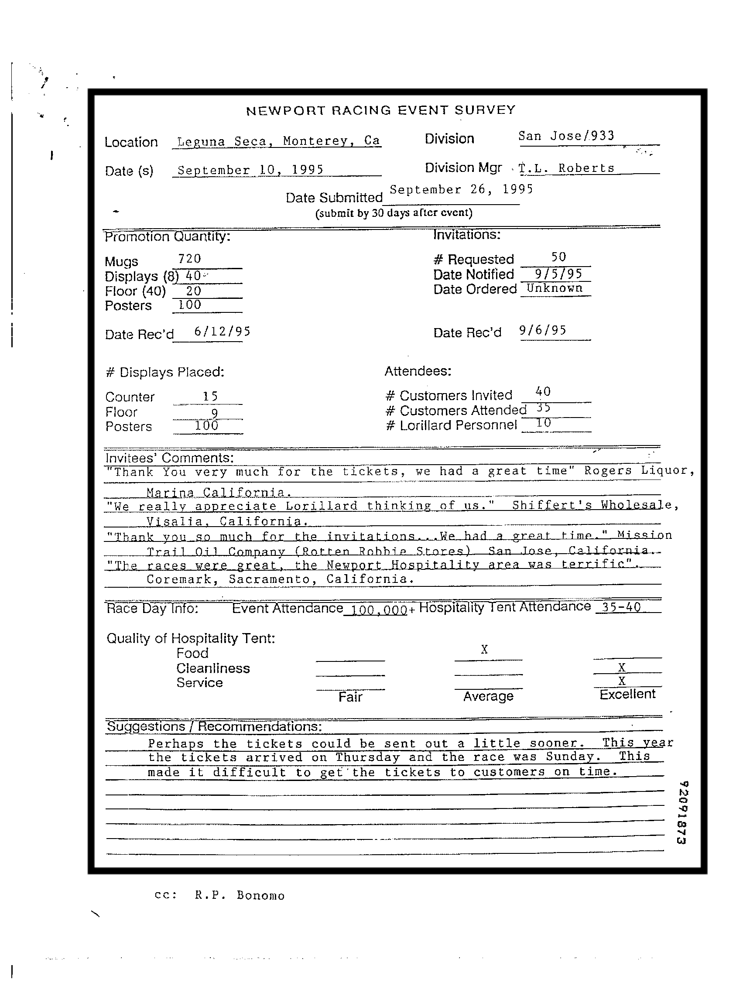 NEWPORT RACING EVENT SURVEY
Location Leguna Seca, Monterey, Ca Division San Jose/933
Date (s) September 10, 1995 Division Mgr T.L. Roberts
Date Submitted September 26, 1995
(submit by 30 days after event)
Promotion Quantity: Invitations:
Mugs 720 # Requested 50
Displays (8) 40 Date Notified 9/5/95
Floor (40) 20 Date Ordered Unknown
Posters 100
Date Rec'd 6/12/95 Date Rec'd 9/6/95
# Displays Placed: Attendees:
Counter 15 # Customers Invited 40
Floor 9 # Customers Attended 35
Posters 100 # Lorillard Personnel 10
Invitees' Comments:
"Thank You very much for the tickets, we had a great time" Rogers Liquor,
Marina California.
"We really appreciate Lorillard thinking of us." Shiffert's Wholesale,
Visalia, California.
"Thank you so much for the invitations...We had a great time." Mission
Trail Oil Company (Rotten Robbie Stores) San Jose, California.
"The races were great, the Newport Hospitality area was terrific".
Coremark, Sacramento, California.
Race Day Info: Event Attendance 100,000+ Hospitality Tent Attendance 35-40
Quality of Hospitality Tent:
Food X
Cleanliness X
Service X
Fair Average Excellent
Suggestions / Recommendations:
Perhaps the tickets could be sent out a little sooner. This year
the tickets arrived on Thursday and the race was Sunday. This
made it difficult to get the tickets to customers on time.
92091873
cc: R.P. Bonomo